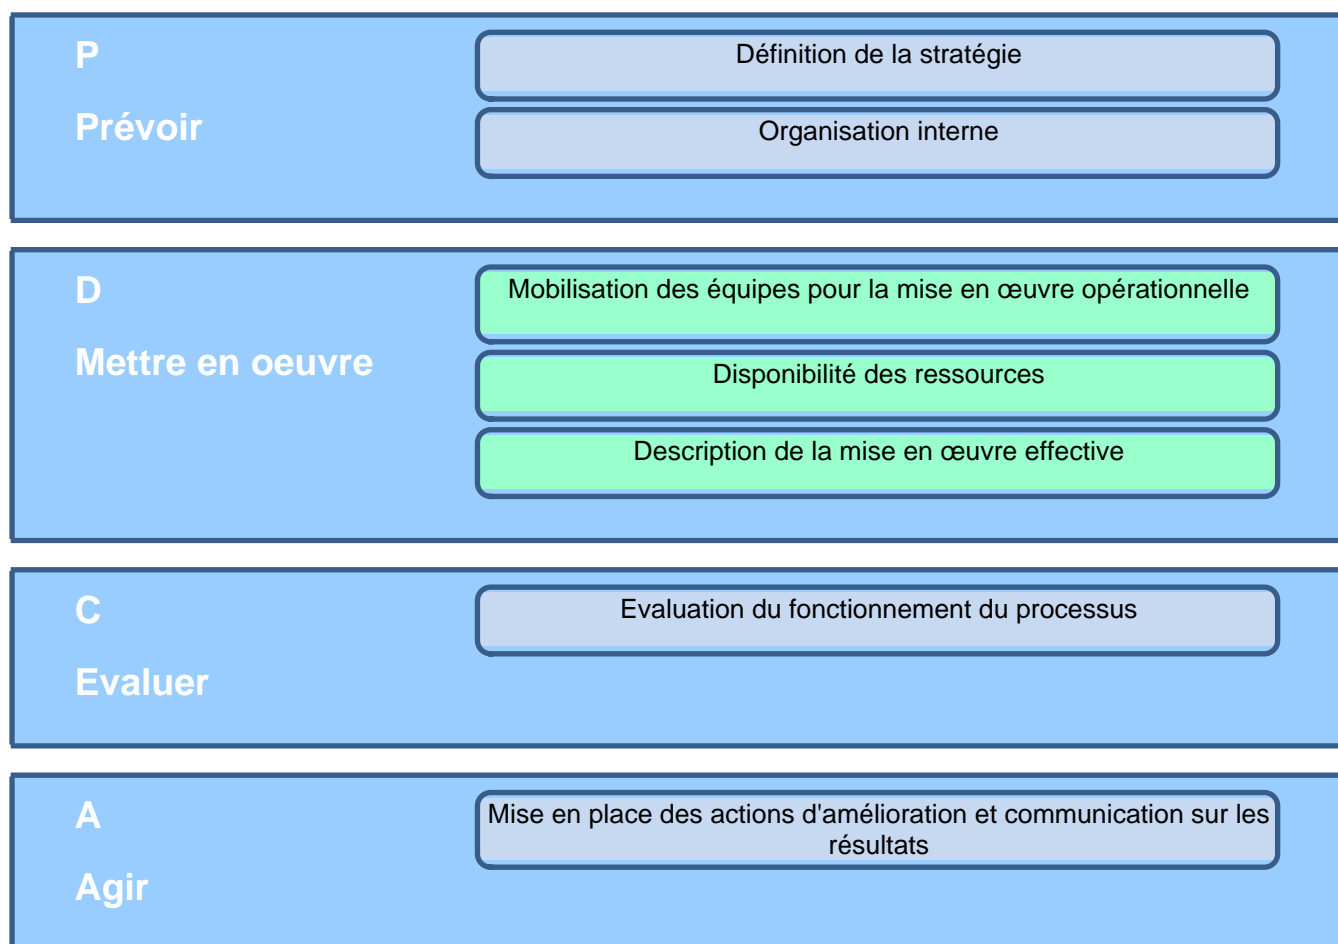 P
Prévoir
Définition de la stratégie
Organisation interne
D
Mettre en oeuvre
Mobilisation des équipes pour la mise en œuvre opérationnelle
Disponibilité des ressources
Description de la mise en œuvre effective
C
Evaluer
Evaluation du fonctionnement du processus
A
Agir
Mise en place des actions d'amélioration et communication sur les
résultats